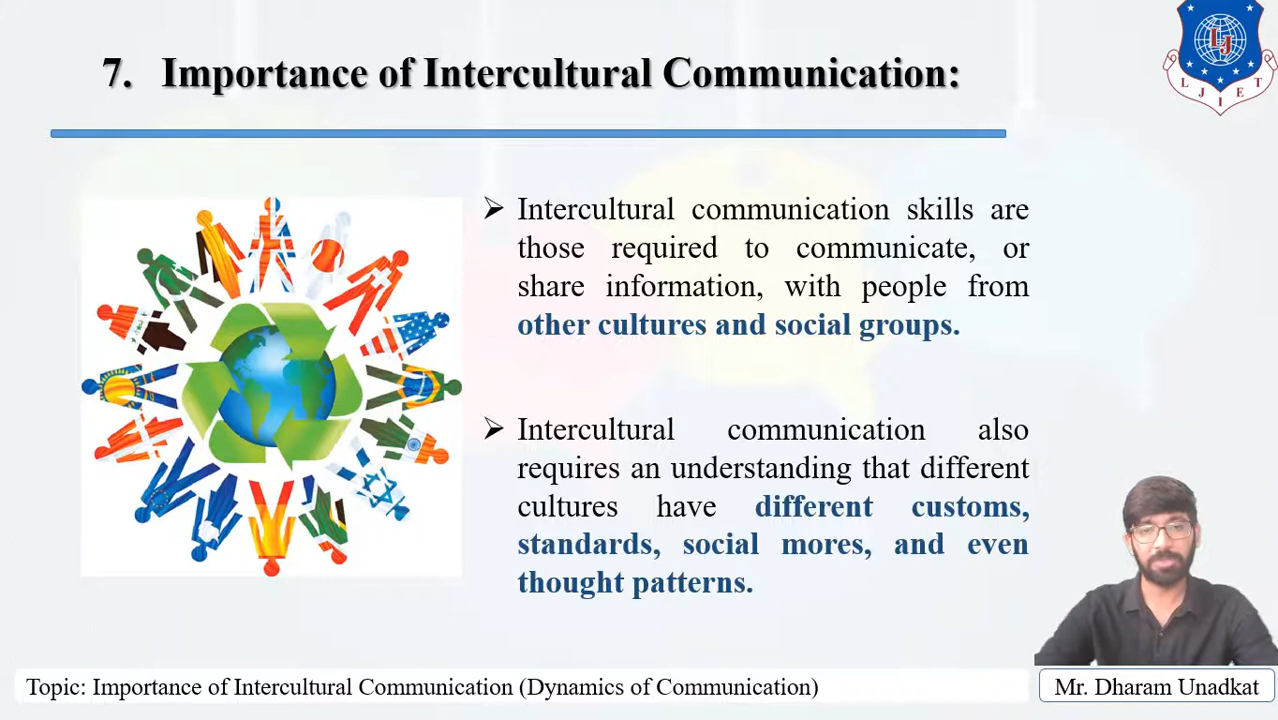 7. Importance of Intercultural Communication:
LJ
L J I E T
➢ Intercultural communication skills are
those required to communicate, or
share information, with people from
other cultures and social groups.
➢ Intercultural communication also
requires an understanding that different
cultures have different customs,
standards, social mores, and even
thought patterns.
Topic: Importance of Intercultural Communication (Dynamics of Communication)
Mr. Dharam Unadkat